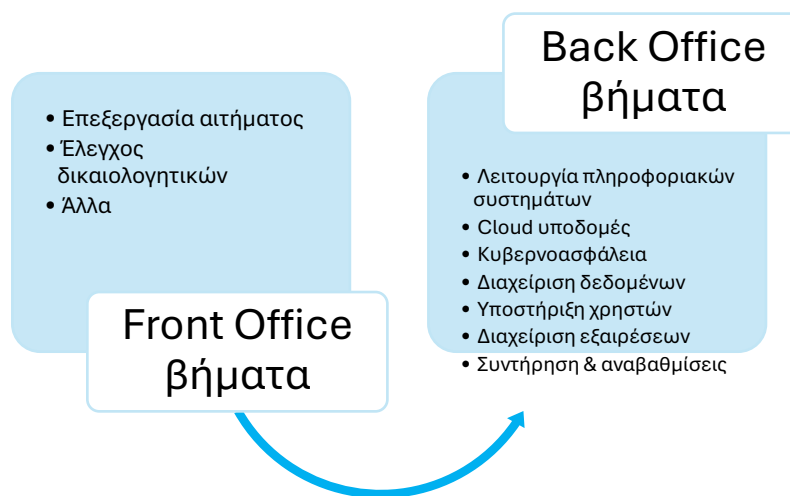 • Επεξεργασία αιτήματος
• Έλεγχος
δικαιολογητικών
• Άλλα
Front Office
βήματα
Back Office
βήματα
• Λειτουργία πληροφοριακών
συστημάτων
• Cloud υποδομές
• Κυβερνοασφάλεια
• Διαχείριση δεδομένων
• Υποστήριξη χρηστών
• Διαχείριση εξαιρέσεων
• Συντήρηση & αναβαθμίσεις